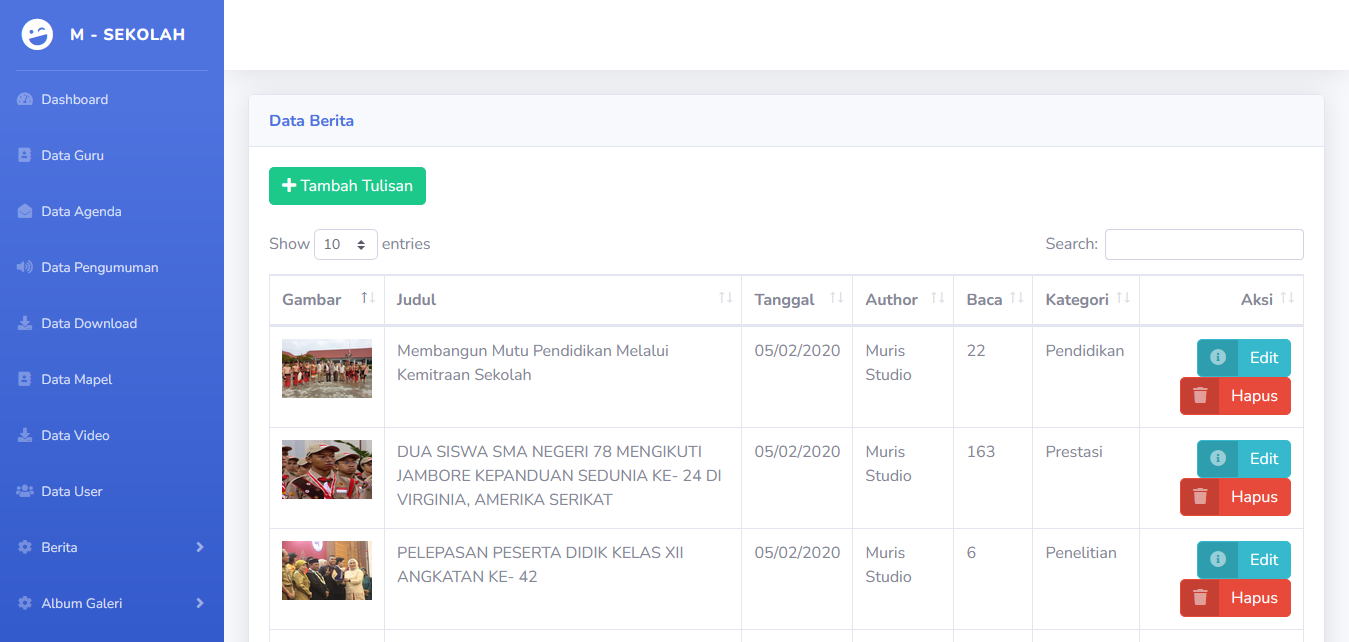 M - SEKOLAH
Dashboard
Data Guru
Data Agenda
Data Pengumuman
Data Download
Data Mapel
Data Video
Data User
Berita
Album Galeri
Data Berita
Tambah Tulisan
Show 10 entries
Search:
Gambar Judul Tanggal Author Baca Kategori Aksi
Membangun Mutu Pendidikan Melalui 05/02/2020 Muris 22 Pendidikan Edit
Kemitraan Sekolah Studio
Hapus
DUA SISWA SMA NEGERI 78 MENGIKUTI 05/02/2020 Muris 163 Prestasi Edit
JAMBORE KEPANDUAN SEDUNIA KE- 24 DI Studio
VIRGINIA, AMERIKA SERIKAT Hapus
PELEPASAN PESERTA DIDIK KELAS XII 05/02/2020 Muris 6 Penelitian Edit
ANGKATAN KE- 42 Studio
Hapus